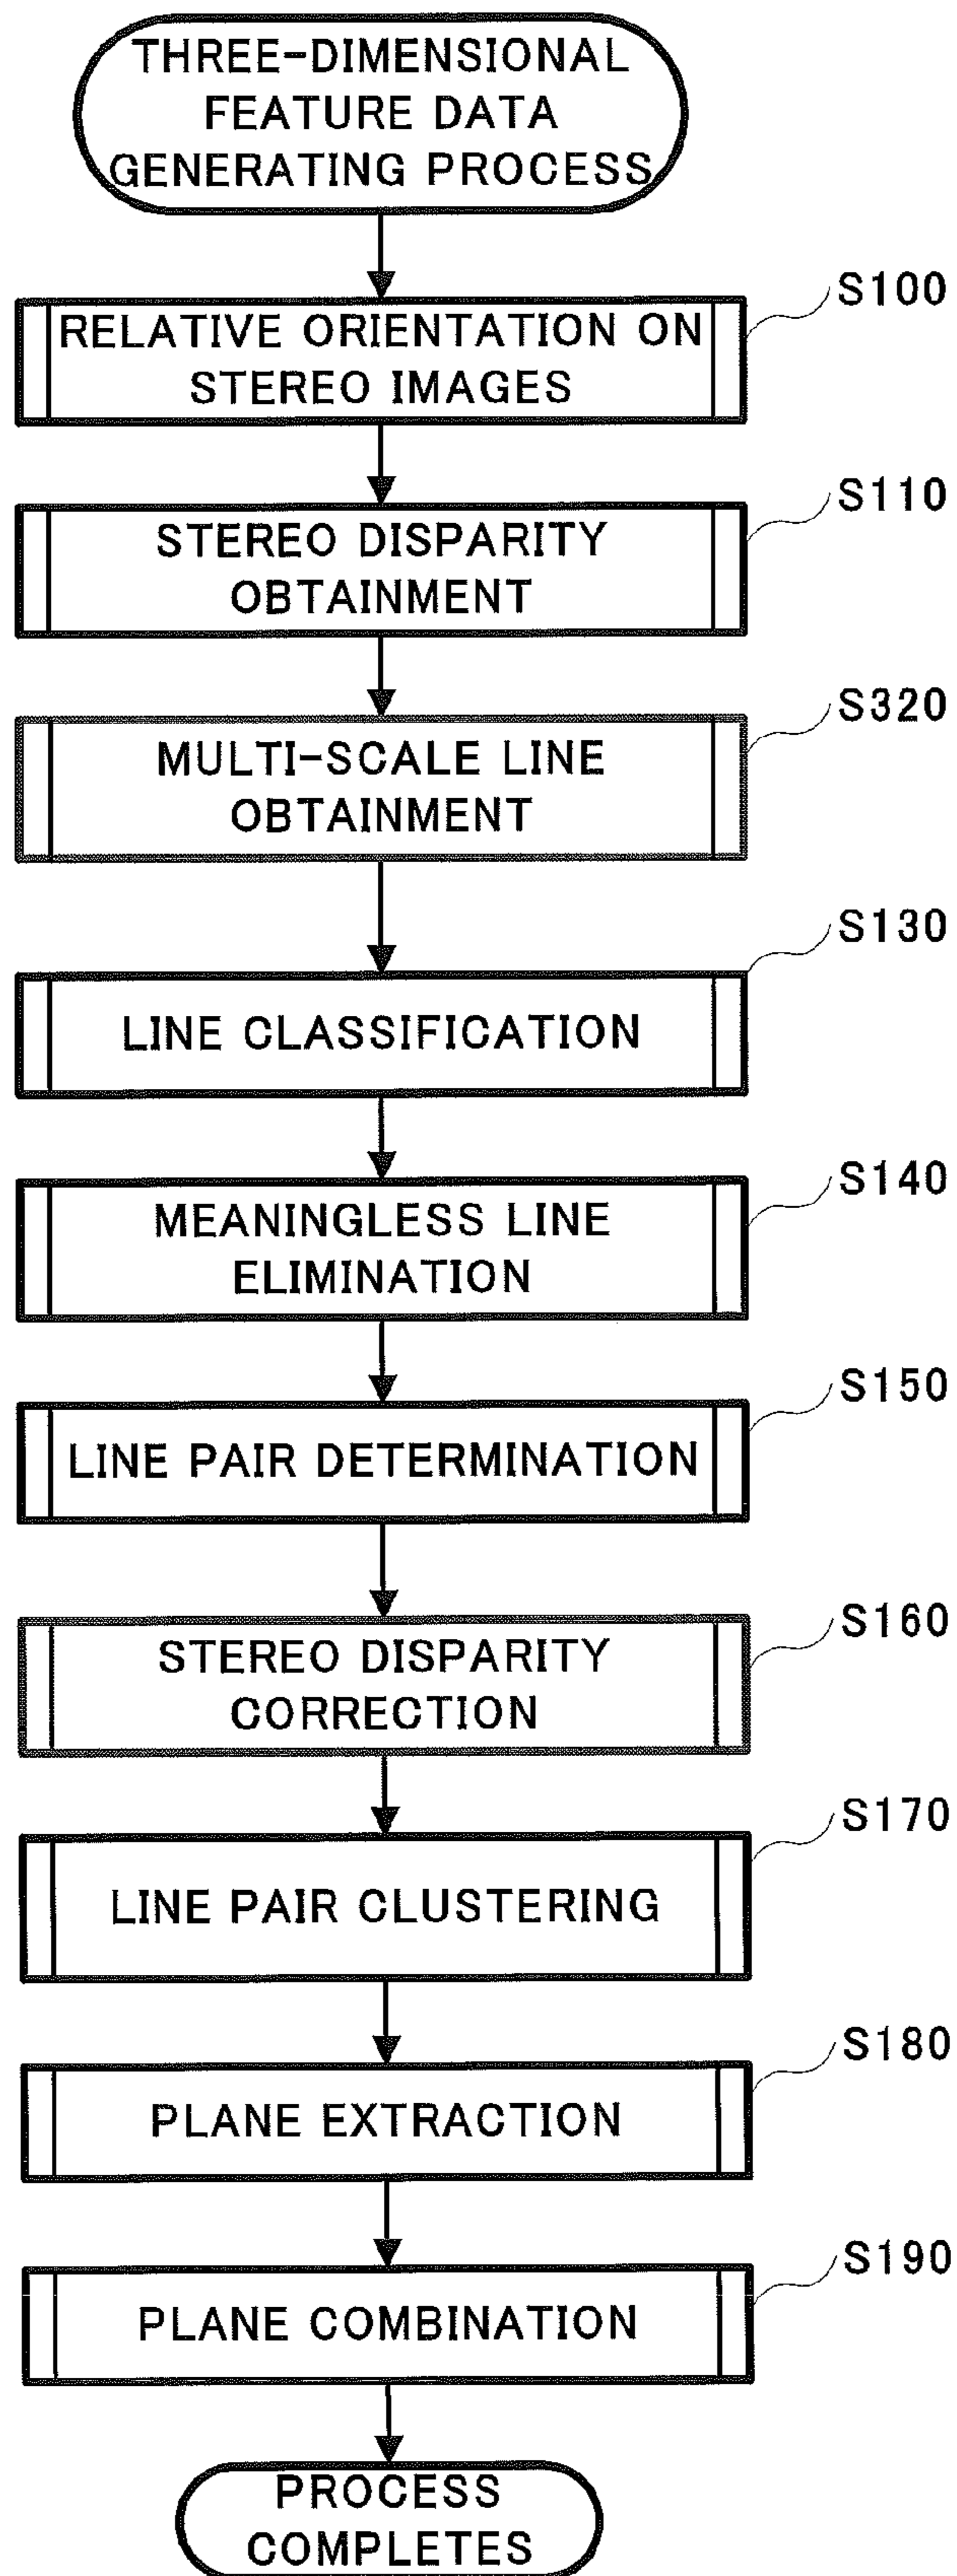 THREE-DIMENSIONAL
FEATURE DATA
GENERATING PROCESS
S100
RELATIVE ORIENTATION ON
STEREO IMAGES
S110
STEREO DISPARITY
OBTAINMENT
S320
MULTI-SCALE LINE
OBTAINMENT
S130
LINE CLASSIFICATION
S140
MEANINGLESS LINE
ELIMINATION
S150
LINE PAIR DETERMINATION
S160
STEREO DISPARITY
CORRECTION
S170
LINE PAIR CLUSTERING
S180
PLANE EXTRACTION
S190
PLANE COMBINATION
PROCESS
COMPLETES